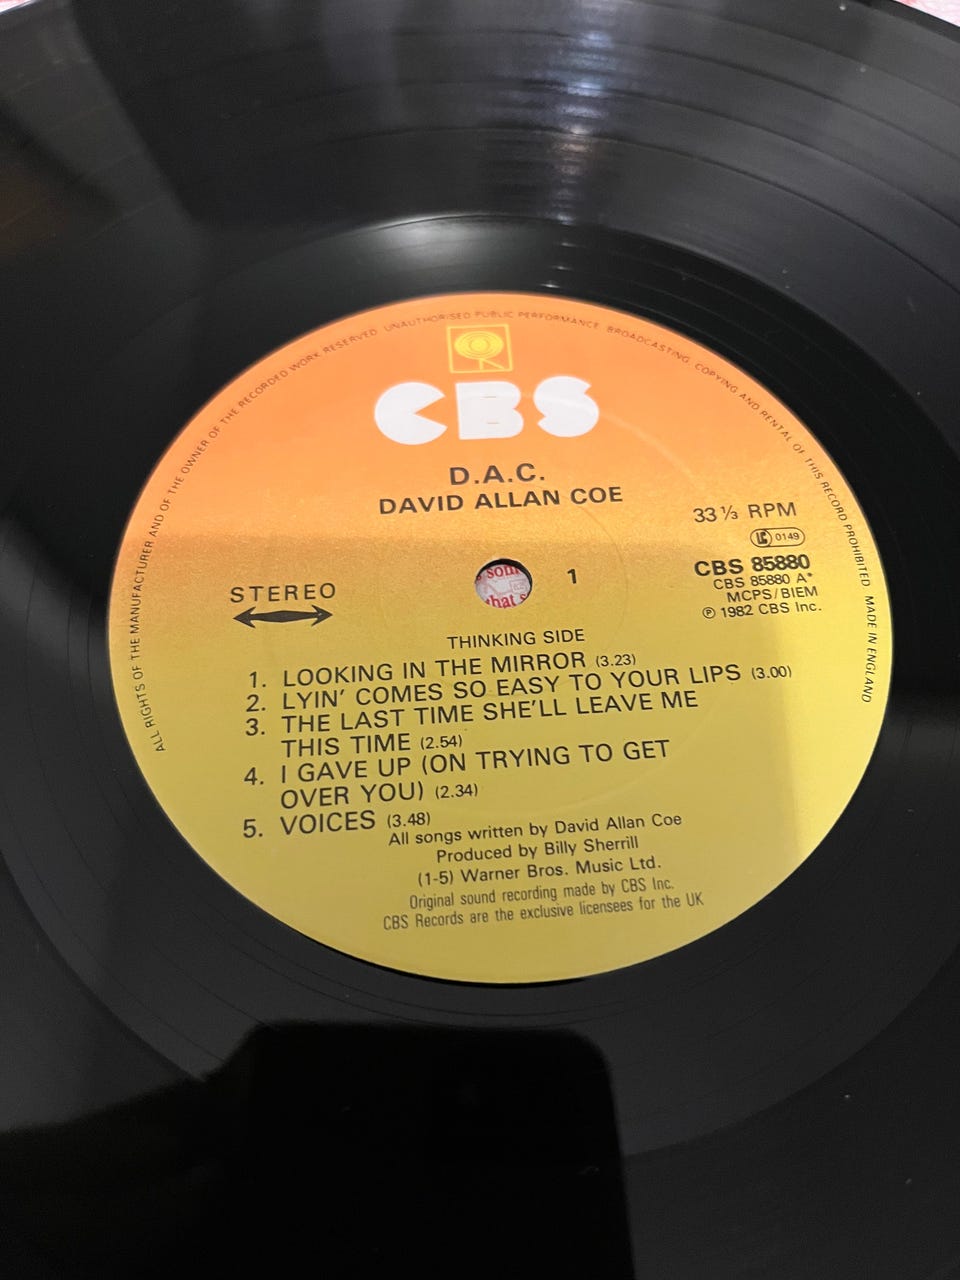 ALL RIGHTS OF THE MANUFACTURER AND OF THE OWNER OF THE RECORDED WORK RESERVED. UNAUTHORISED PUBLIC PERFORMANCE, BROADCASTING, COPYING AND RENTAL OF THIS RECORD PROHIBITED MADE IN ENGLAND
CBS
D.A.C.
DAVID ALLAN COE
33 ⅓ RPM
LC 0149
CBS 85880
CBS 85880 A*
MCPS/BIEM
℗ 1982 CBS Inc.
STEREO
1
THINKING SIDE
1. LOOKING IN THE MIRROR (3.23)
2. LYIN' COMES SO EASY TO YOUR LIPS (3.00)
3. THE LAST TIME SHE'LL LEAVE ME
THIS TIME (2.54)
4. I GAVE UP (ON TRYING TO GET
OVER YOU) (2.34)
5. VOICES (3.48)
All songs written by David Allan Coe
Produced by Billy Sherrill
(1-5) Warner Bros. Music Ltd.
Original sound recording made by CBS Inc.
CBS Records are the exclusive licensees for the UK